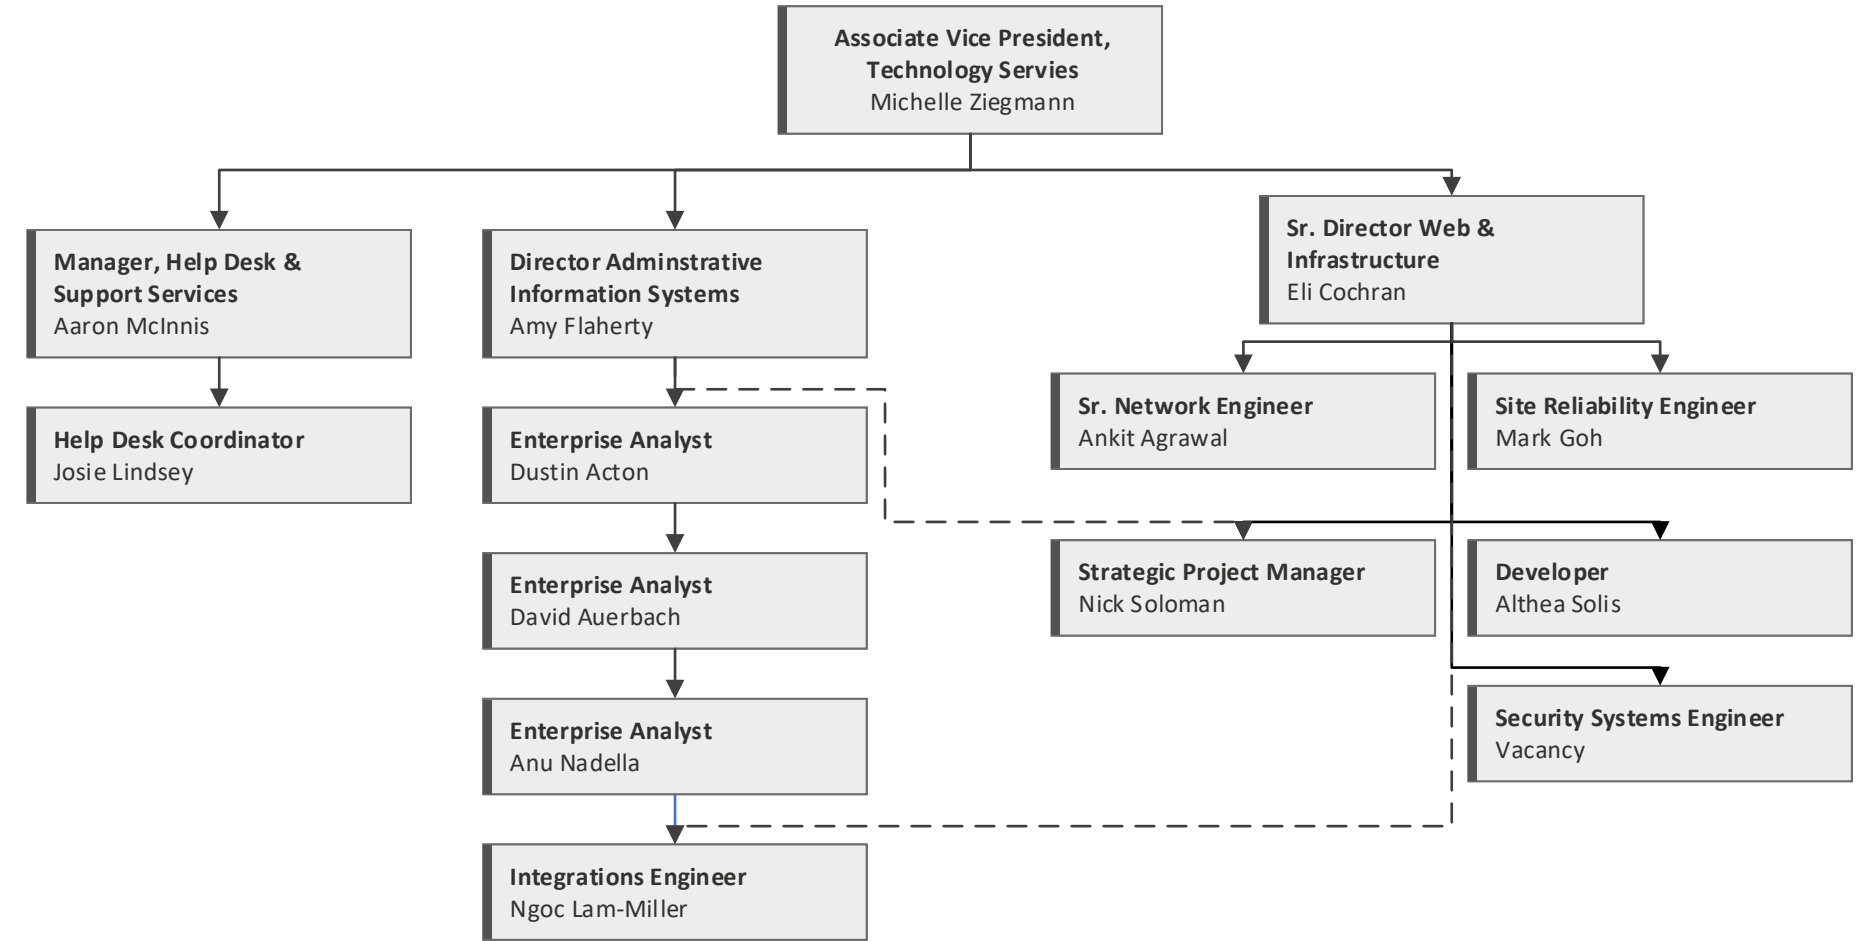 Associate Vice President,
Technology Servies
Michelle Ziegmann
Manager, Help Desk &
Support Services
Aaron McInnis
Director Adminstrative
Information Systems
Amy Flaherty
Sr. Director Web &
Infrastructure
Eli Cochran
Help Desk Coordinator
Josie Lindsey
Enterprise Analyst
Dustin Acton
Sr. Network Engineer
Ankit Agrawal
Site Reliability Engineer
Mark Goh
Enterprise Analyst
David Auerbach
Strategic Project Manager
Nick Soloman
Developer
Althea Solis
Enterprise Analyst
Anu Nadella
Security Systems Engineer
Vacancy
Integrations Engineer
Ngoc Lam-Miller